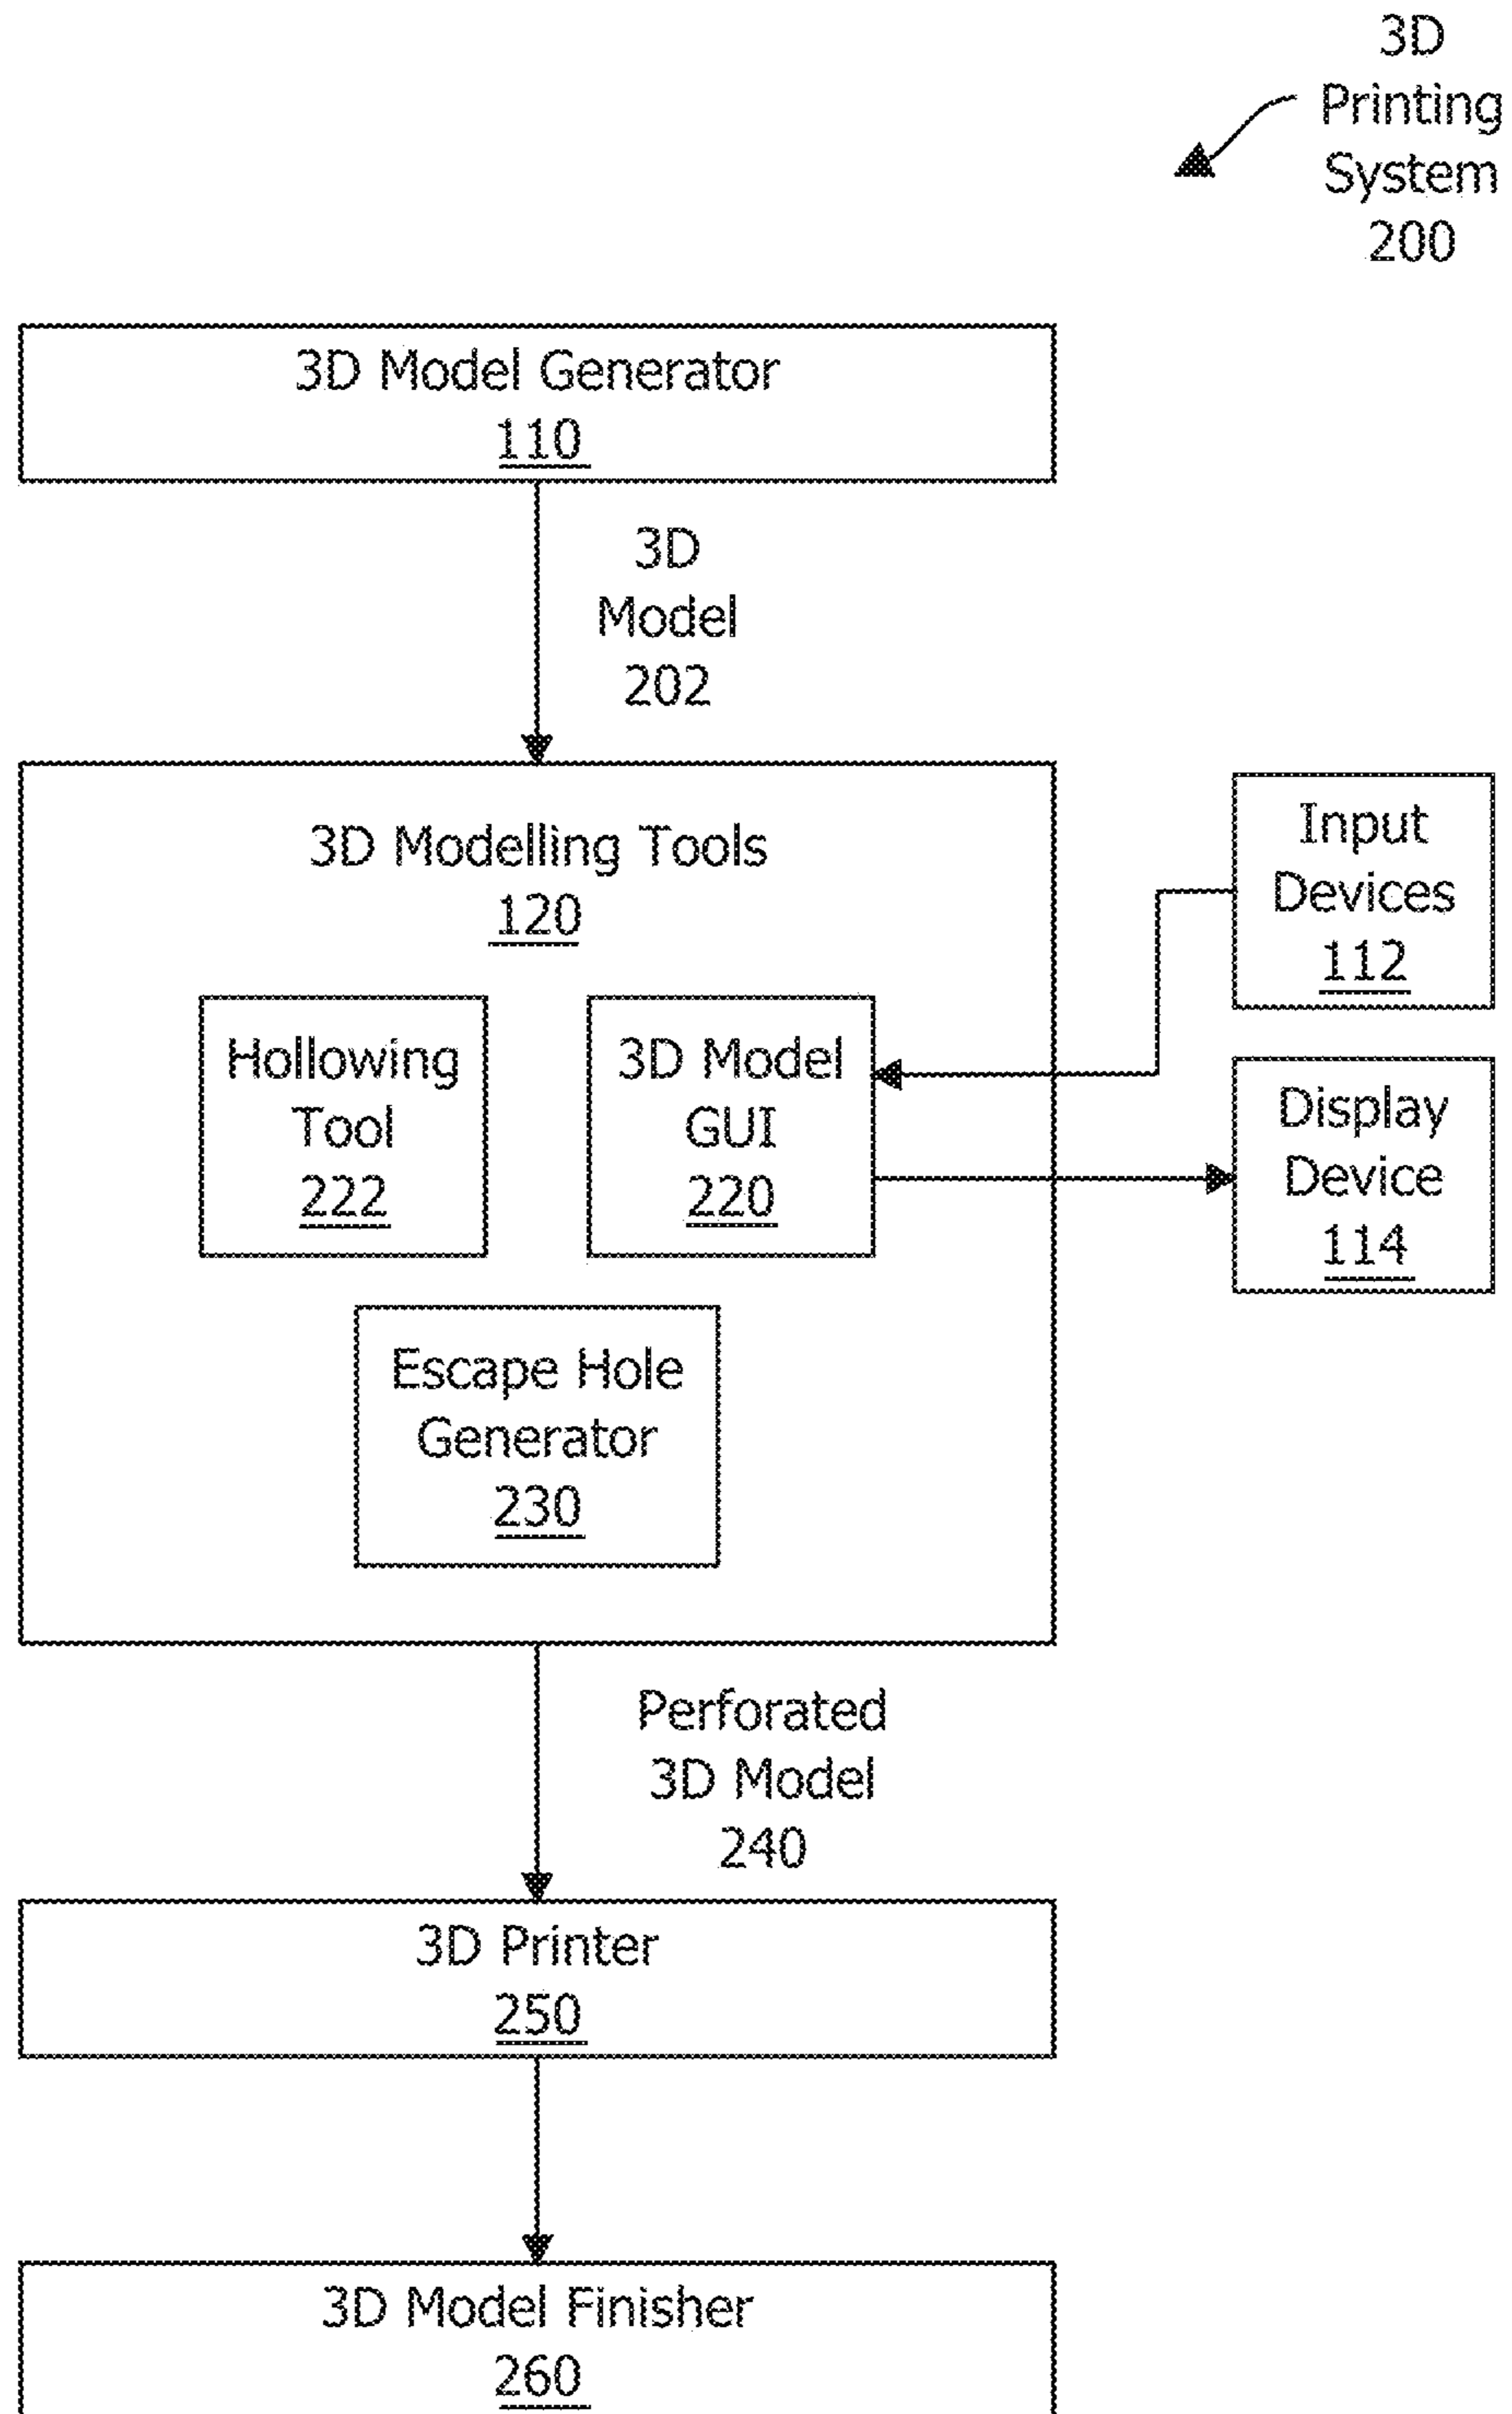 3D
Printing
System
200
3D Model Generator
110
3D
Model
202
3D Modelling Tools
120
Input
Devices
112
Hollowing
Tool
222
3D Model
GUI
220
Display
Device
114
Escape Hole
Generator
230
Perforated
3D Model
240
3D Printer
250
3D Model Finisher
260